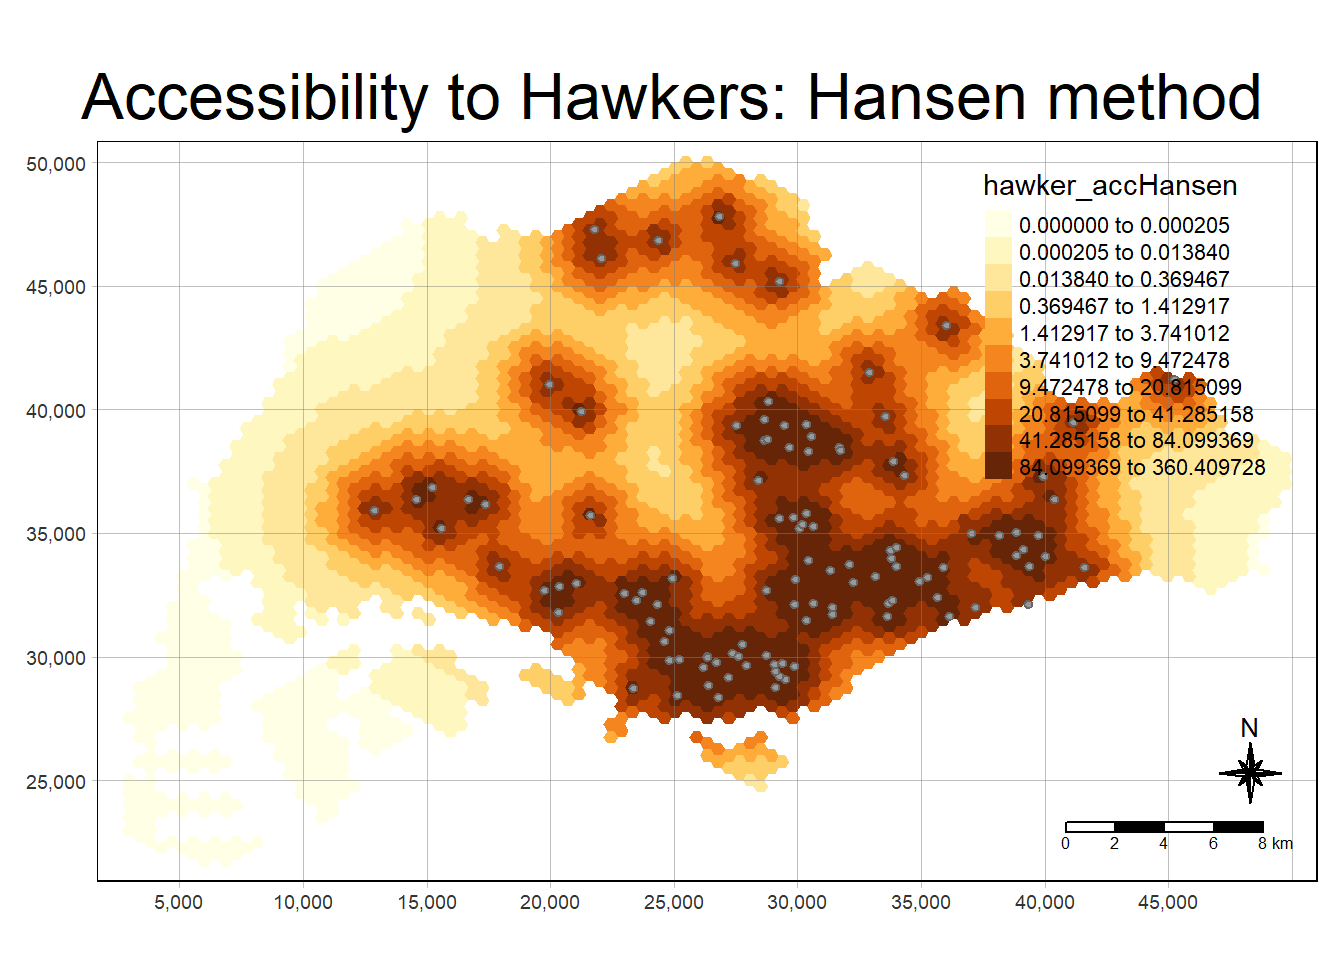 Accessibility to Hawkers: Hansen method
hawker_accHansen
0.000000 to 0.000205
0.000205 to 0.013840
0.013840 to 0.369467
0.369467 to 1.412917
1.412917 to 3.741012
3.741012 to 9.472478
9.472478 to 20.815099
20.815099 to 41.285158
41.285158 to 84.099369
84.099369 to 360.409728
50,000
45,000
40,000
35,000
30,000
25,000
N
0 2 4 6 8 km
5,000 10,000 15,000 20,000 25,000 30,000 35,000 40,000 45,000